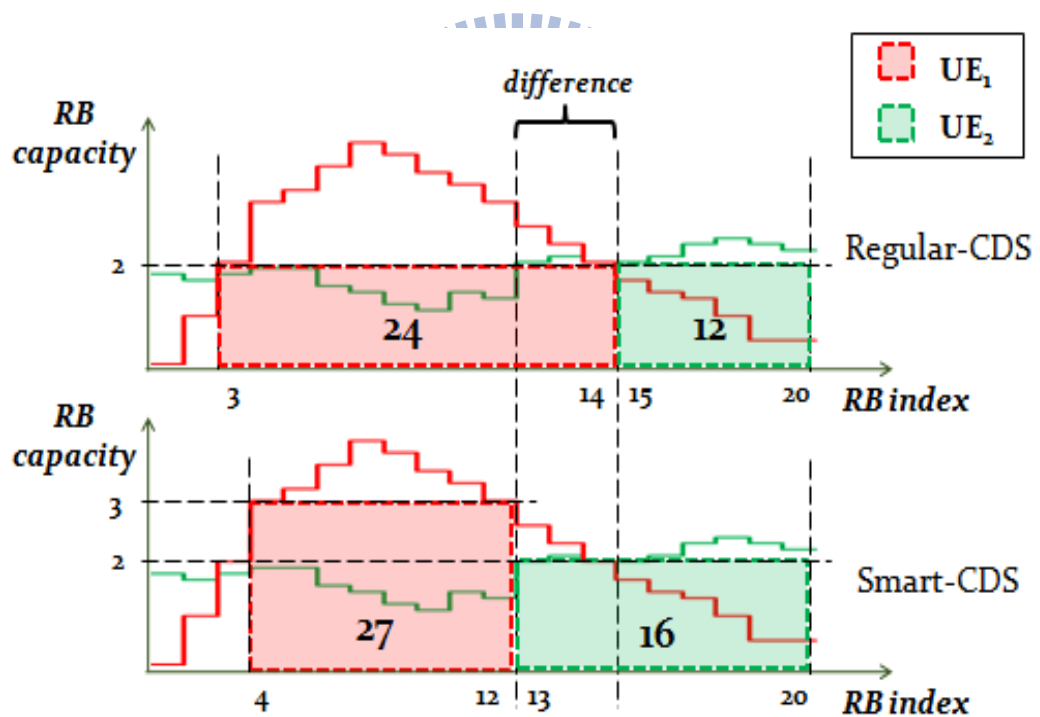 difference
UE₁
UE₂
RB
capacity
2
Regular-CDS
24
12
3
14
15
20
RB index
RB
capacity
3
2
Smart-CDS
27
16
4
12
13
20
RB index